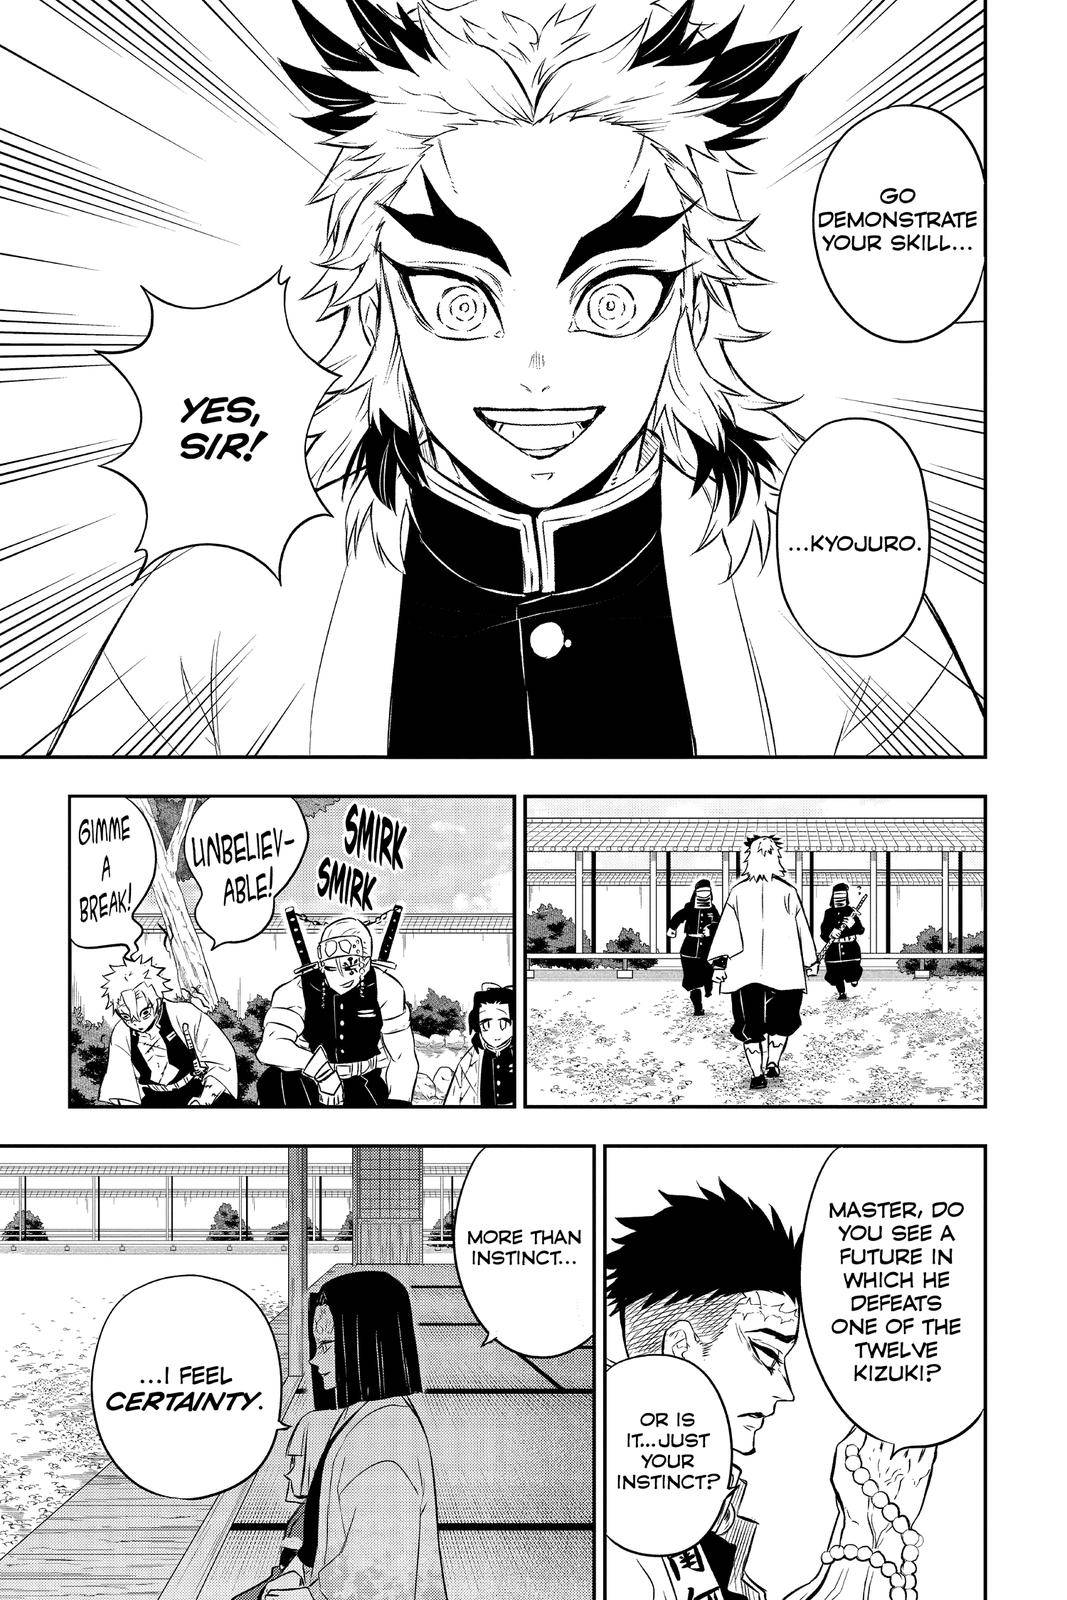 GO
DEMONSTRATE
YOUR SKILL...
...KYOJURO.
YES,
SIR!
SMIRK
SMIRK
UNBELIEV-
ABLE!
GIMME
A
BREAK!
MASTER, DO
YOU SEE A
FUTURE IN
WHICH HE
DEFEATS
ONE OF THE
TWELVE
KIZUKI?
OR IS
IT...JUST
YOUR
INSTINCT?
MORE THAN
INSTINCT...
...I FEEL
CERTAINTY.